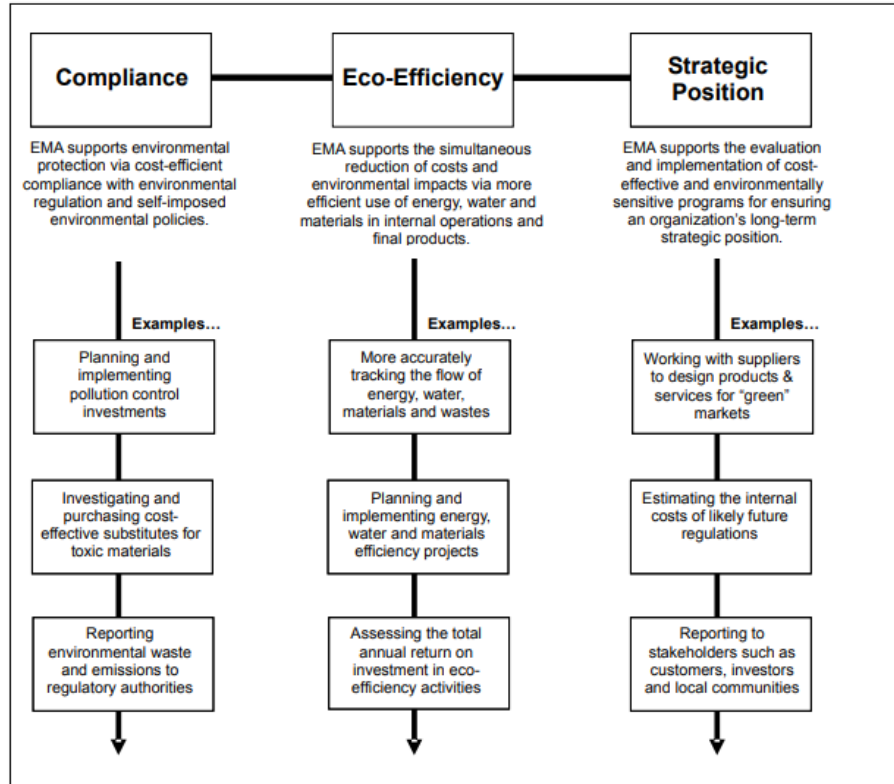 Compliance
EMA supports environmental
protection via cost-efficient
compliance with environmental
regulation and self-imposed
environmental policies.
Examples…
Planning and
implementing
pollution control
investments
Investigating and
purchasing cost-
effective substitutes for
toxic materials
Reporting
environmental waste
and emissions to
regulatory authorities
Eco-Efficiency
EMA supports the simultaneous
reduction of costs and
environmental impacts via more
efficient use of energy, water and
materials in internal operations and
final products.
Examples…
More accurately
tracking the flow of
energy, water,
materials and wastes
Planning and
implementing energy,
water and materials
efficiency projects
Assessing the total
annual return on
investment in eco-
efficiency activities
Strategic
Position
EMA supports the evaluation
and implementation of cost-
effective and environmentally
sensitive programs for ensuring
an organization’s long-term
strategic position.
Examples…
Working with suppliers
to design products &
services for “green”
markets
Estimating the internal
costs of likely future
regulations
Reporting to
stakeholders such as
customers, investors
and local communities